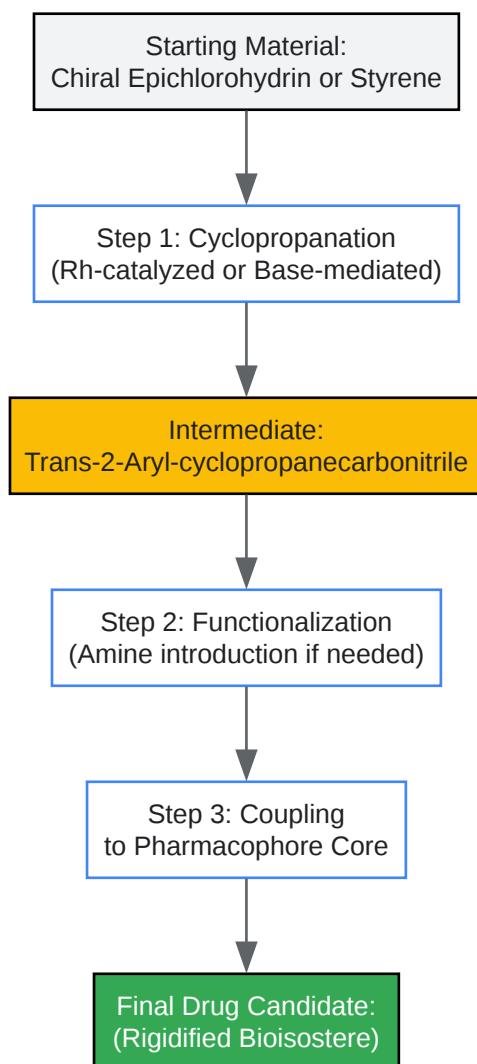 Starting Material:
Chiral Epichlorohydrin or Styrene
Step 1: Cyclopropanation
(Rh-catalyzed or Base-mediated)
Intermediate:
Trans-2-Aryl-cyclopropanecarbonitrile
Step 2: Functionalization
(Amine introduction if needed)
Step 3: Coupling
to Pharmacophore Core
Final Drug Candidate:
(Rigidified Bioisostere)